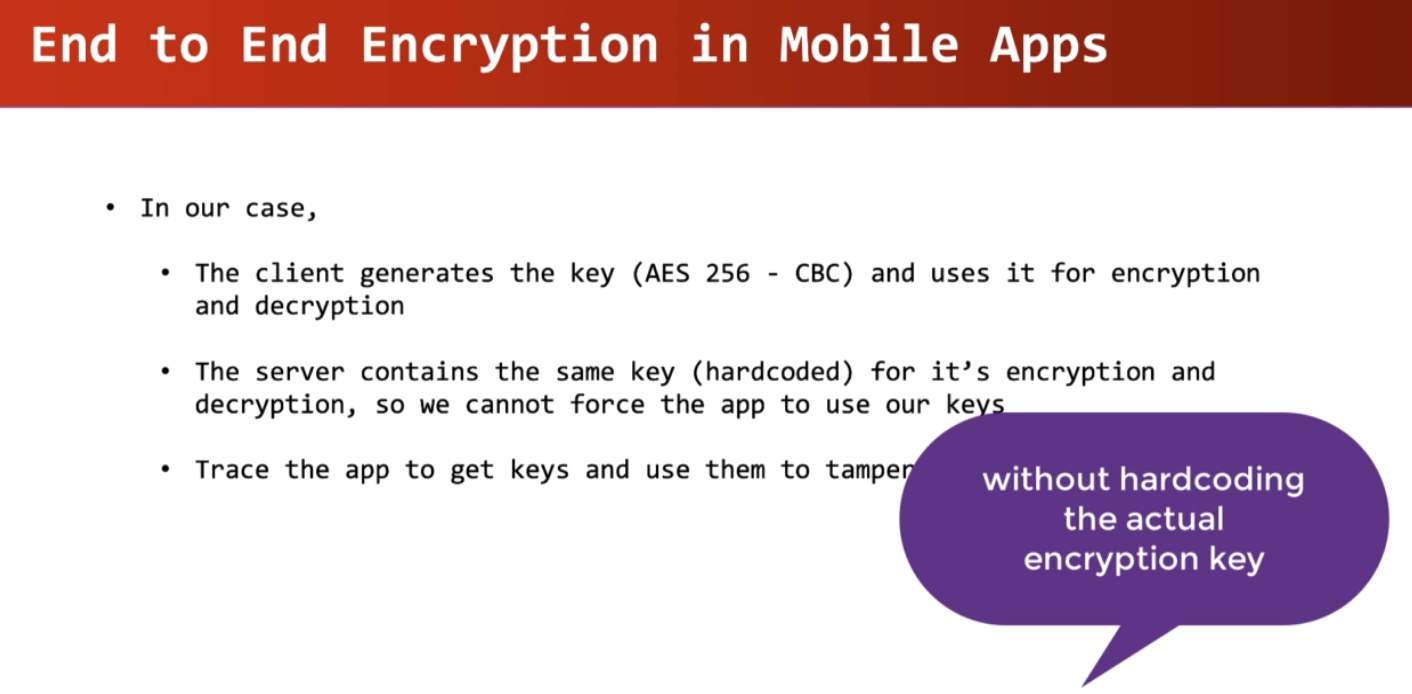 End to End Encryption in Mobile Apps
• In our case,
• The client generates the key (AES 256 - CBC) and uses it for encryption
and decryption
• The server contains the same key (hardcoded) for it’s encryption and
decryption, so we cannot force the app to use our keys
• Trace the app to get keys and use them to tamper
without hardcoding
the actual
encryption key